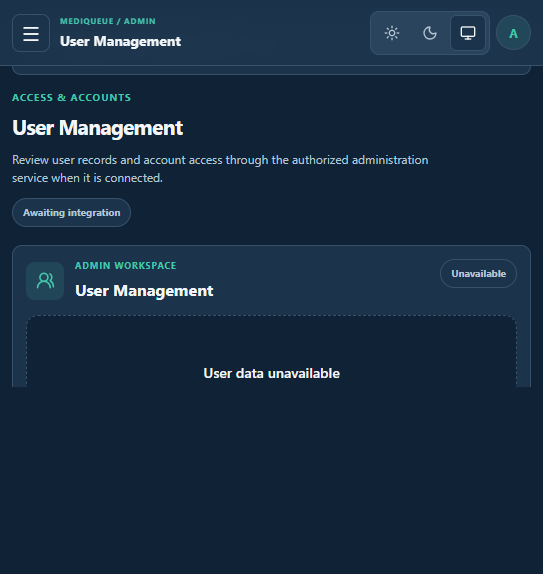 MEDIQUEUE / ADMIN
User Management
A
ACCESS & ACCOUNTS
User Management
Review user records and account access through the authorized administration
service when it is connected.
Awaiting integration
ADMIN WORKSPACE
User Management
Unavailable
User data unavailable